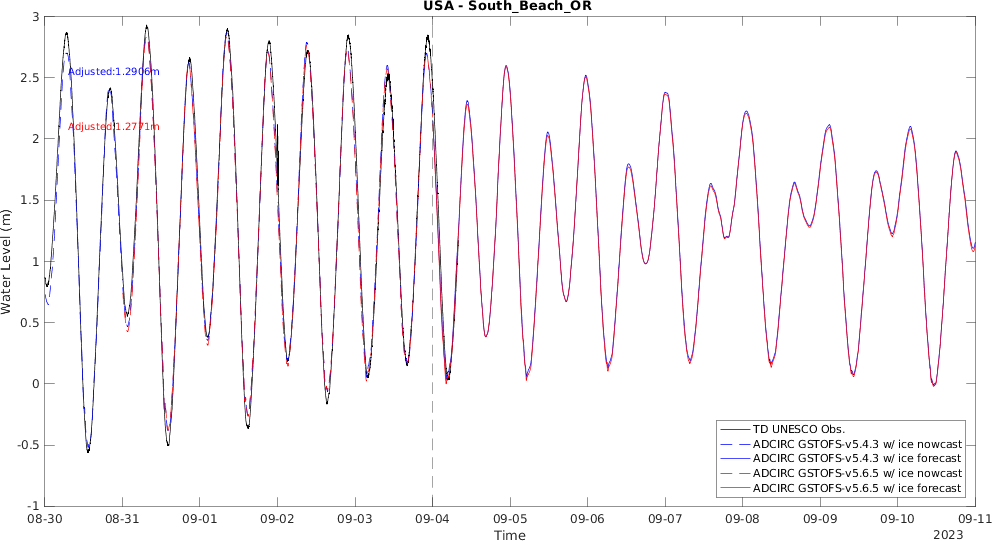 USA - South_Beach_OR
3
2.5
2
1.5
1
0.5
0
-0.5
-1
Water Level (m)
Adjusted:1.2906m
Adjusted:1.2771m
TD UNESCO Obs.
ADCIRC GSTOFS-v5.4.3 w/ ice nowcast
ADCIRC GSTOFS-v5.4.3 w/ ice forecast
ADCIRC GSTOFS-v5.6.5 w/ ice nowcast
ADCIRC GSTOFS-v5.6.5 w/ ice forecast
08-30 08-31 09-01 09-02 09-03 09-04 09-05 09-06 09-07 09-08 09-09 09-10 09-11
Time
2023